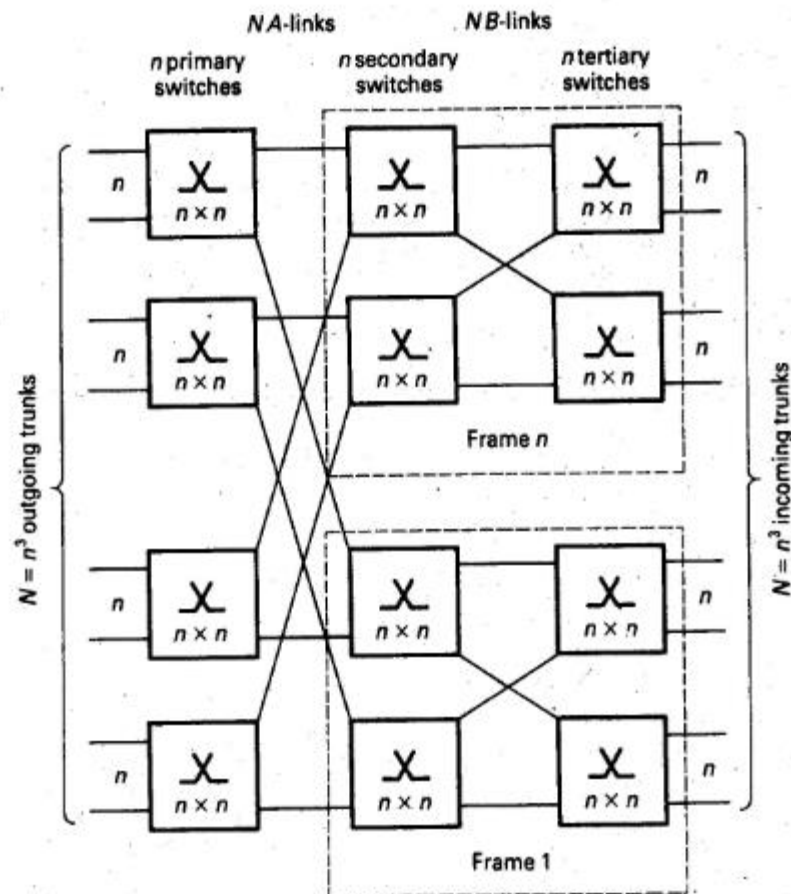 NA-links NB-links
n primary switches n secondary switches n tertiary switches
n n × n n × n n × n n
n n × n n × n n × n n
Frame n
N = n³ outgoing trunks
N = n³ incoming trunks
n n × n n × n n × n n
n n × n n × n n × n n
Frame 1